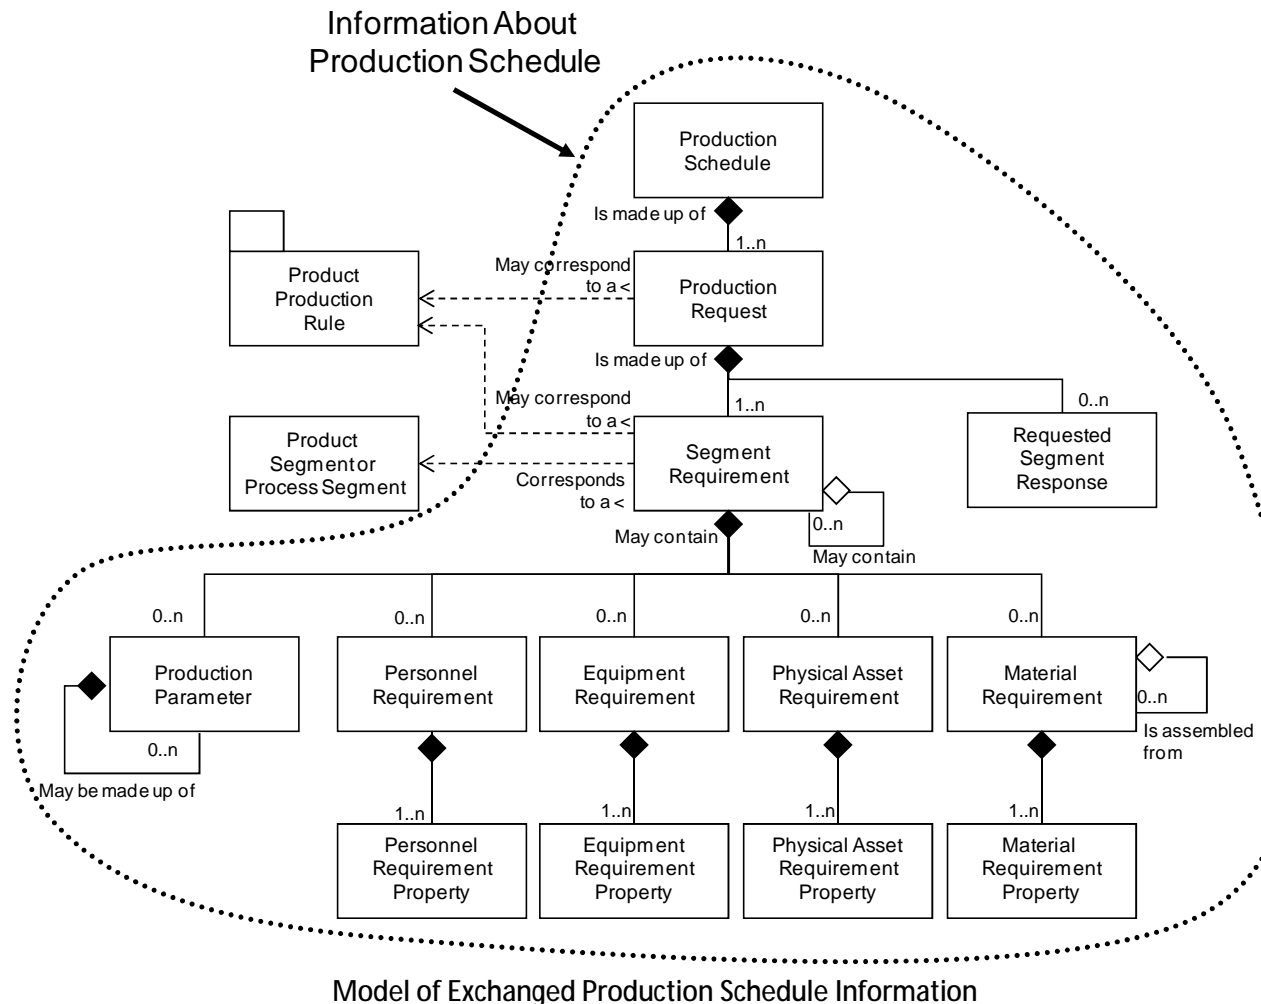 Information About
Production Schedule
Production
Schedule
Is made up of
1..n
May correspond
to a <
Product
Production
Rule
Production
Request
Is made up of
1..n
0..n
May correspond
to a <
Product
Segment or
Process Segment
Segment
Requirement
Requested
Segment
Response
Corresponds
to a <
0..n
May contain
May contain
0..n
0..n
0..n
0..n
0..n
Production
Parameter
Personnel
Requirement
Equipment
Requirement
Physical Asset
Requirement
Material
Requirement
0..n
0..n
Is assembled
from
May be made up of
1..n
1..n
1..n
1..n
Personnel
Requirement
Property
Equipment
Requirement
Property
Physical Asset
Requirement
Property
Material
Requirement
Property
Model of Exchanged Production Schedule Information